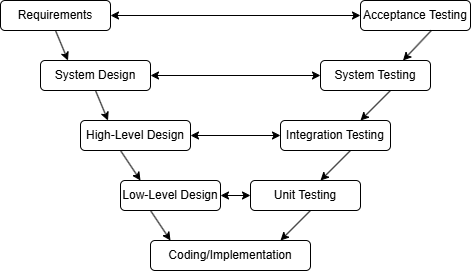 Requirements
Acceptance Testing
System Design
System Testing
High-Level Design
Integration Testing
Low-Level Design
Unit Testing
Coding/Implementation